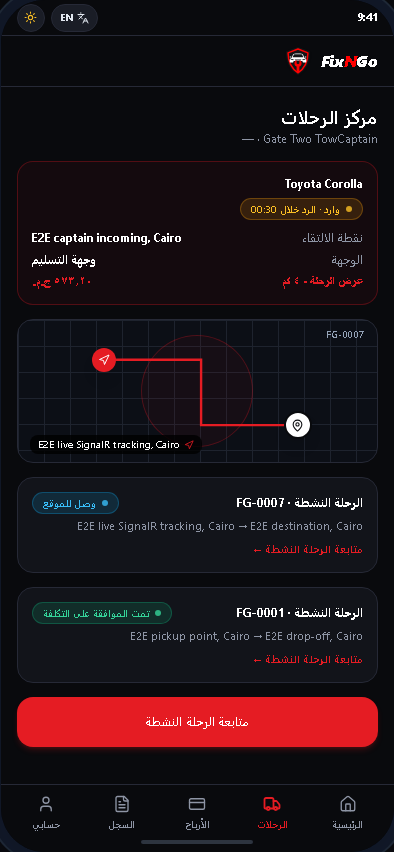 EN
9:41
FixNGo
مركز الرحلات
Gate Two TowCaptain · —
Toyota Corolla
وارد · الرد خلال 00:30
نقطة الالتقاء E2E captain incoming, Cairo
الوجهة وجهة التسليم
عرض الرحلة · ٤ كم ٥٧٣٫٢٠ ج.م.
FG-0007
E2E live SignalR tracking, Cairo
الرحلة النشطة · FG-0007 وصل للموقع
E2E live SignalR tracking, Cairo → E2E destination, Cairo
متابعة الرحلة النشطة ←
الرحلة النشطة · FG-0001 تمت الموافقة على التكلفة
E2E pickup point, Cairo → E2E drop-off, Cairo
متابعة الرحلة النشطة ←
متابعة الرحلة النشطة
الرئيسية الرحلات الأرباح السجل حسابي